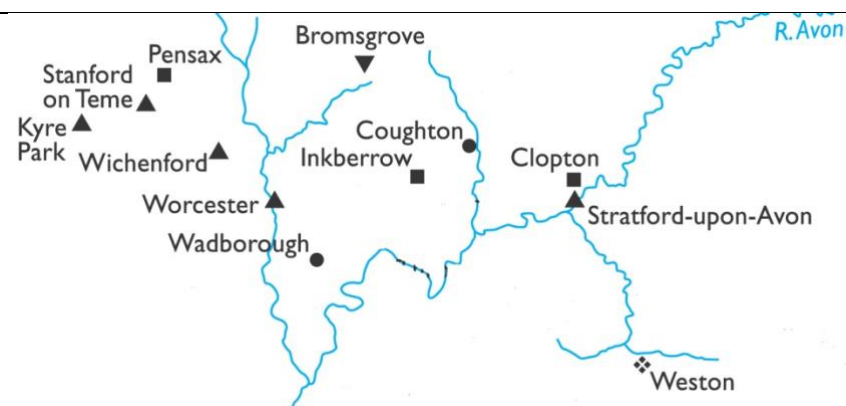 R. Avon
Bromsgrove
Pensax
Stanford
on Teme
Kyre
Park
Wichenford
Coughton
Inkberrow
Clopton
Worcester
Stratford-upon-Avon
Wadborough
Weston